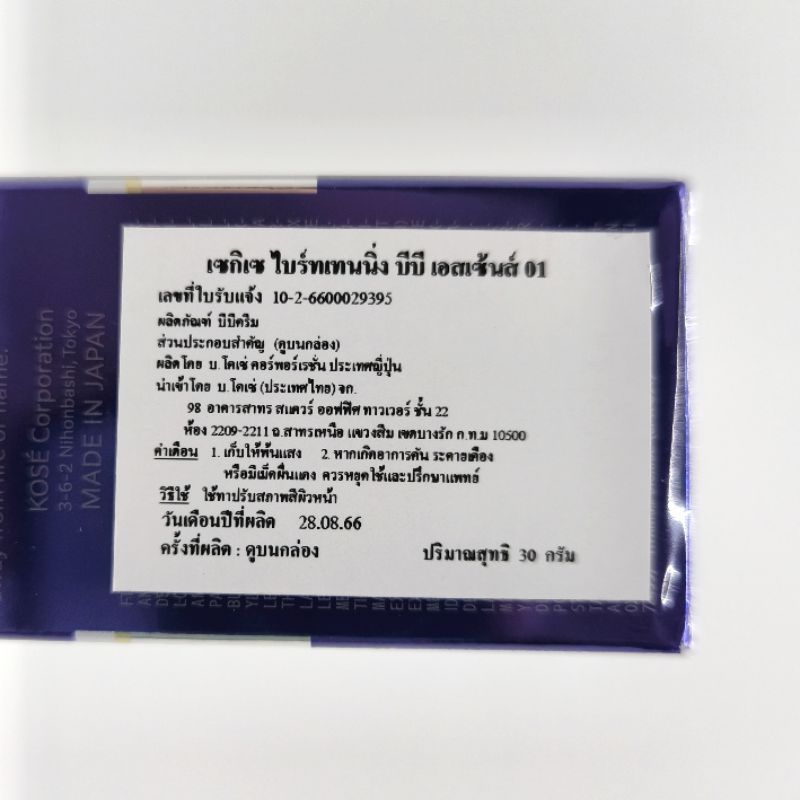 เซกิเซ ไบร์ทเทนนิ่ง บีบี เอสเซ้นส์ 01
เลขที่ใบรับแจ้ง 10-2-6600029395
ผลิตภัณฑ์ บีบีครีม
ส่วนประกอบสำคัญ (ดูบนกล่อง)
ผลิตโดย บ.โคเซ่ คอร์พอร์เรชั่น ประเทศญี่ปุ่น
นำเข้าโดย บ.โคเซ่ (ประเทศไทย) จก.
98 อาคารสาทร สแควร์ ออฟฟิศ ทาวเวอร์ ชั้น 22
ห้อง 2209-2211 ถ.สาทรเหนือ แขวงสีม เขตบางรัก ก.ท.ม 10500
คำเตือน 1. เก็บให้พ้นแสง 2. หากเกิดอาการคัน ระคายเคือง
หรือมีเม็ดผื่นแดง ควรหยุดใช้และปรึกษาแพทย์
วิธีใช้ ใช้ทาปรับสภาพสีผิวหน้า
วันเดือนปีที่ผลิต 28.08.66
ครั้งที่ผลิต : ดูบนกล่อง ปริมาณสุทธิ 30 กรัม
KOSÉ Corporation
3-6-2 Nihonbashi, Tokyo
MADE IN JAPAN